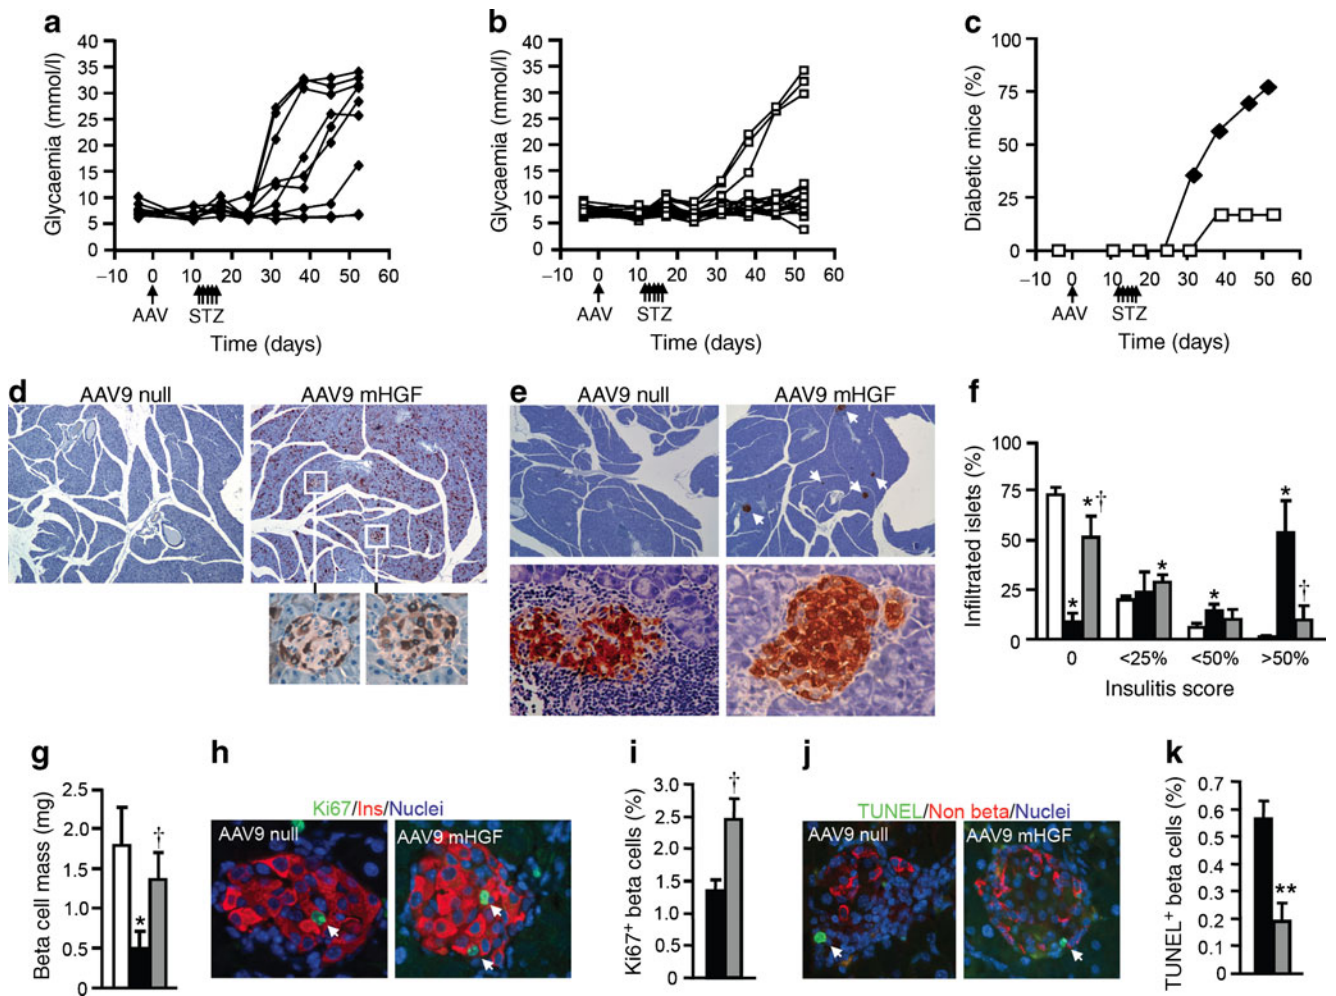 a
Glycaemia (mmol/l)
40
35
30
25
20
15
10
5
0
−10 0 10 20 30 40 50 60
AAV STZ
Time (days)
b
Glycaemia (mmol/l)
40
35
30
25
20
15
10
5
0
−10 0 10 20 30 40 50 60
AAV STZ
Time (days)
c
Diabetic mice (%)
100
75
50
25
0
-10 0 10 20 30 40 50 60
AAV STZ
Time (days)
d
AAV9 null AAV9 mHGF
e
AAV9 null AAV9 mHGF
f
Infiltrated islets (%)
100
75
50
25
0
* *† * * * †
0 <25% <50% >50%
Insulitis score
g
Beta cell mass (mg)
2.5
2.0
1.5
1.0
0.5
0
* †
h
Ki67/Ins/Nuclei
AAV9 null AAV9 mHGF
i
Ki67+ beta cells (%)
3.0
2.5
2.0
1.5
1.0
0.5
0
†
j
TUNEL/Non beta/Nuclei
AAV9 null AAV9 mHGF
k
TUNEL+ beta cells (%)
0.7
0.6
0.5
0.4
0.3
0.2
0.1
0
**